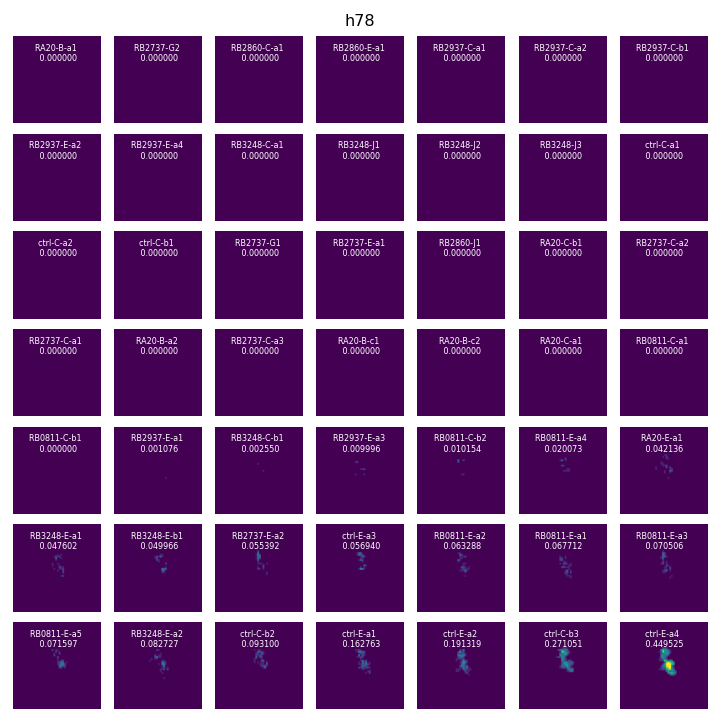 h78
RA20-B-a1
0.000000
RB2737-G2
0.000000
RB2860-C-a1
0.000000
RB2860-E-a1
0.000000
RB2937-C-a1
0.000000
RB2937-C-a2
0.000000
RB2937-C-b1
0.000000
RB2937-E-a2
0.000000
RB2937-E-a4
0.000000
RB3248-C-a1
0.000000
RB3248-J1
0.000000
RB3248-J2
0.000000
RB3248-J3
0.000000
ctrl-C-a1
0.000000
ctrl-C-a2
0.000000
ctrl-C-b1
0.000000
RB2737-G1
0.000000
RB2737-E-a1
0.000000
RB2860-J1
0.000000
RA20-C-b1
0.000000
RB2737-C-a2
0.000000
RB2737-C-a1
0.000000
RA20-B-a2
0.000000
RB2737-C-a3
0.000000
RA20-B-c1
0.000000
RA20-B-c2
0.000000
RA20-C-a1
0.000000
RB0811-C-a1
0.000000
RB0811-C-b1
0.000000
RB2937-E-a1
0.001076
RB3248-C-b1
0.002550
RB2937-E-a3
0.009996
RB0811-C-b2
0.010154
RB0811-E-a4
0.020073
RA20-E-a1
0.042136
RB3248-E-a1
0.047602
RB3248-E-b1
0.049966
RB2737-E-a2
0.055392
ctrl-E-a3
0.056940
RB0811-E-a2
0.063288
RB0811-E-a1
0.067712
RB0811-E-a3
0.070506
RB0811-E-a5
0.071597
RB3248-E-a2
0.082727
ctrl-C-b2
0.093100
ctrl-E-a1
0.162763
ctrl-E-a2
0.191319
ctrl-C-b3
0.271051
ctrl-E-a4
0.449525